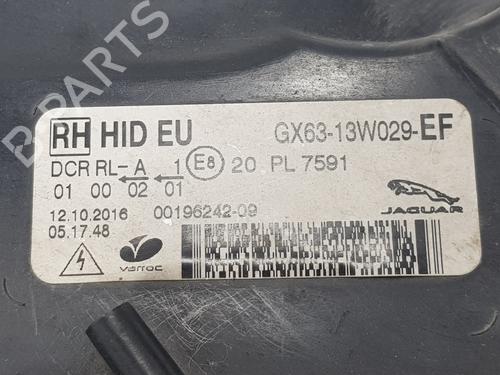 B-PARTS
RH HID EU GX63-13W029-EF
DCR RL-A 1 E8 20 PL 7591
01 00 02 01
12.10.2016 00196242-09
05.17.48
JAGUAR
varroc